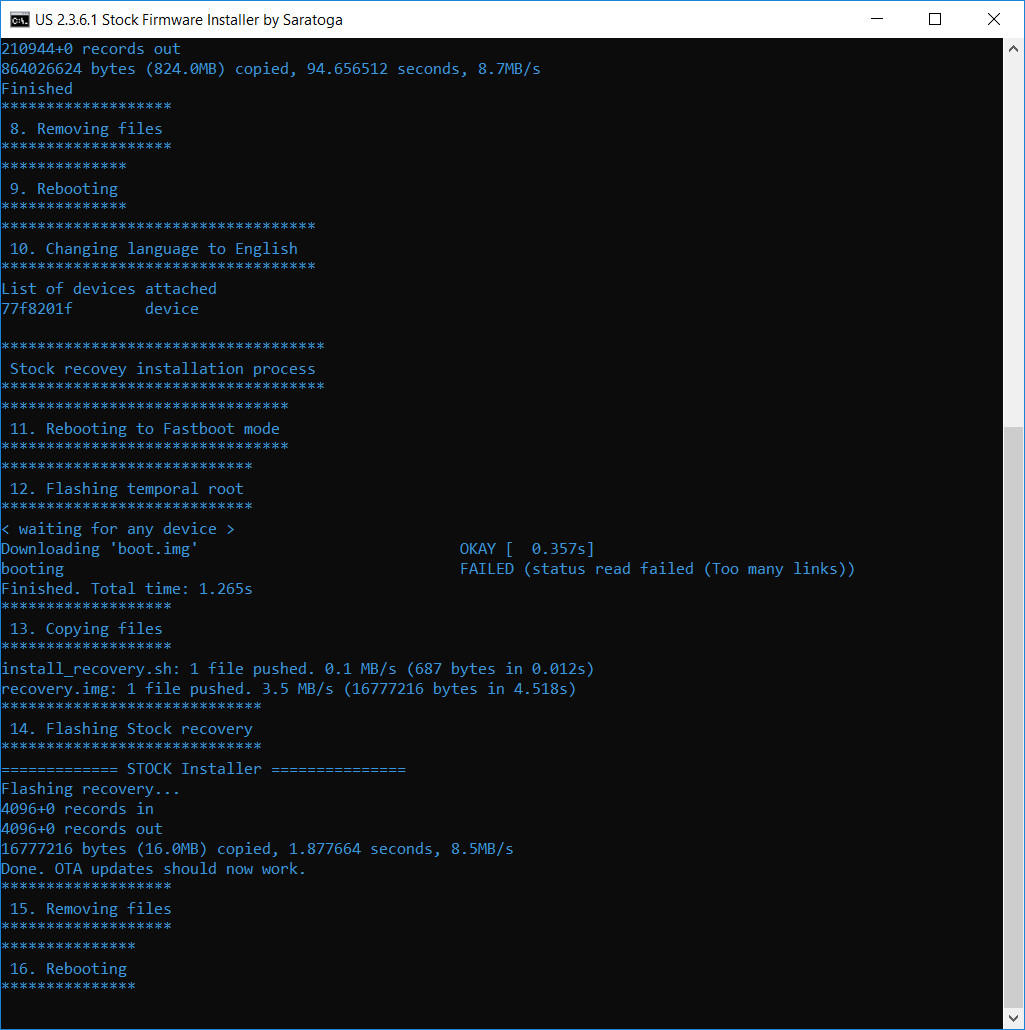 US 2.3.6.1 Stock Firmware Installer by Saratoga
210944+0 records out
864026624 bytes (824.0MB) copied, 94.656512 seconds, 8.7MB/s
Finished
*******************
 8. Removing files
*******************
**************
 9. Rebooting
**************
***********************************
 10. Changing language to English
***********************************
List of devices attached
77f8201f        device
************************************
 Stock recovey installation process
************************************
********************************
 11. Rebooting to Fastboot mode
********************************
****************************
 12. Flashing temporal root
****************************
< waiting for any device >
Downloading 'boot.img'                             OKAY [  0.357s]
booting                                            FAILED (status read failed (Too many links))
Finished. Total time: 1.265s
*******************
 13. Copying files
*******************
install_recovery.sh: 1 file pushed. 0.1 MB/s (687 bytes in 0.012s)
recovery.img: 1 file pushed. 3.5 MB/s (16777216 bytes in 4.518s)
*****************************
 14. Flashing Stock recovery
*****************************
============= STOCK Installer ===============
Flashing recovery...
4096+0 records in
4096+0 records out
16777216 bytes (16.0MB) copied, 1.877664 seconds, 8.5MB/s
Done. OTA updates should now work.
*******************
 15. Removing files
*******************
***************
 16. Rebooting
***************